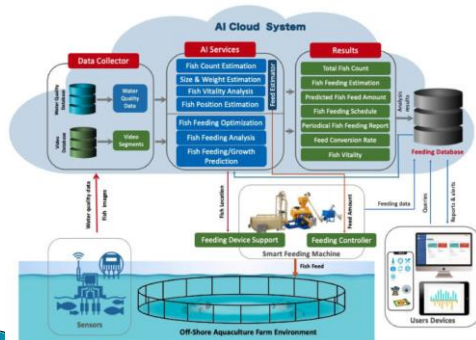 AI Cloud System
Data Collector
AI Services
Results
Water Quality
Database
Water
Quality
Data
Video
Database
Video
Segments
Fish Count Estimation
Size & Weight Estimation
Fish Vitality Analysis
Fish Position Estimation
Fish Feeding Optimization
Fish Feeding Analysis
Fish Feeding/Growth
Prediction
Feed Estimator
Total Fish Count
Fish Feeding Estimation
Predicted Fish Feed Amount
Fish Feeding Schedule
Periodical Fish Feeding Report
Feed Conversion Rate
Fish Vitality
Analysis
results
Feeding Database
Water quality data
Fish images
Fish Location
Feed Amount
Feeding data
Queries
Reports & alerts
Feeding Device Support
Feeding Controller
Smart Feeding Machine
Fish Feed
Sensors
Off-Shore Aquaculture Farm Environment
Users Devices